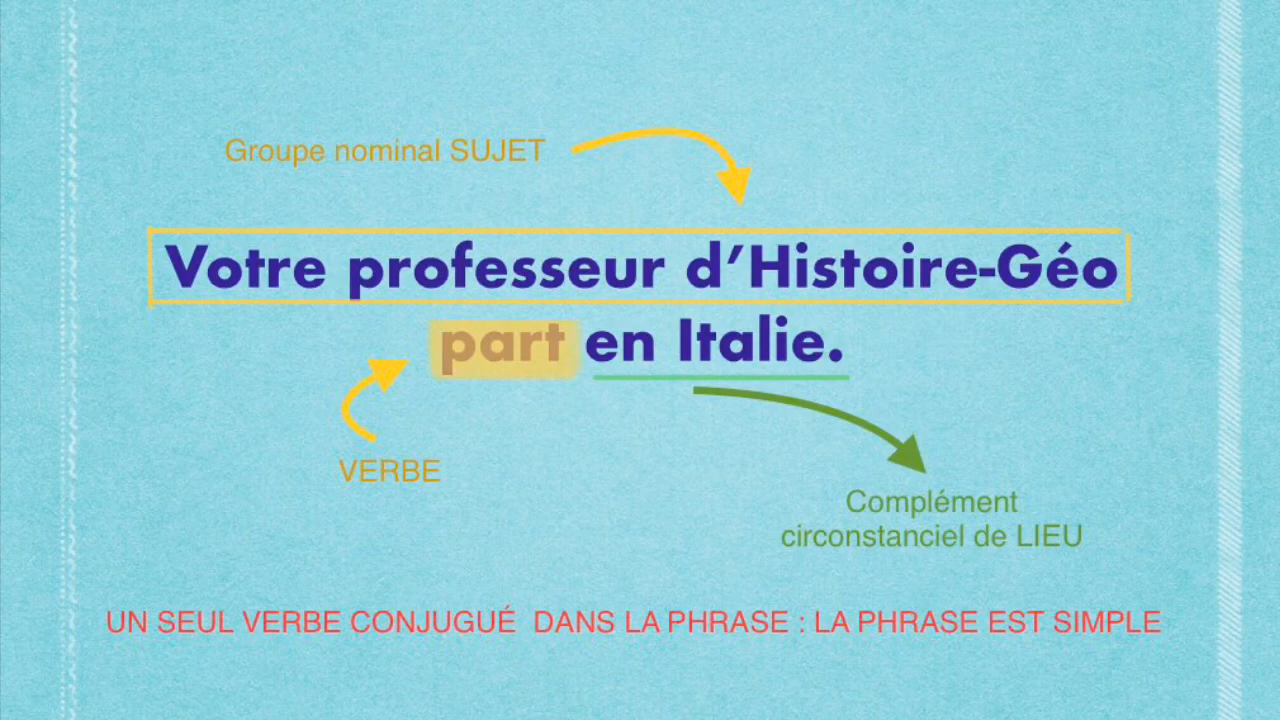 Groupe nominal SUJET
Votre professeur d’Histoire-Géo
part en Italie.
VERBE
Complément
circonstanciel de LIEU
UN SEUL VERBE CONJUGUÉ DANS LA PHRASE : LA PHRASE EST SIMPLE